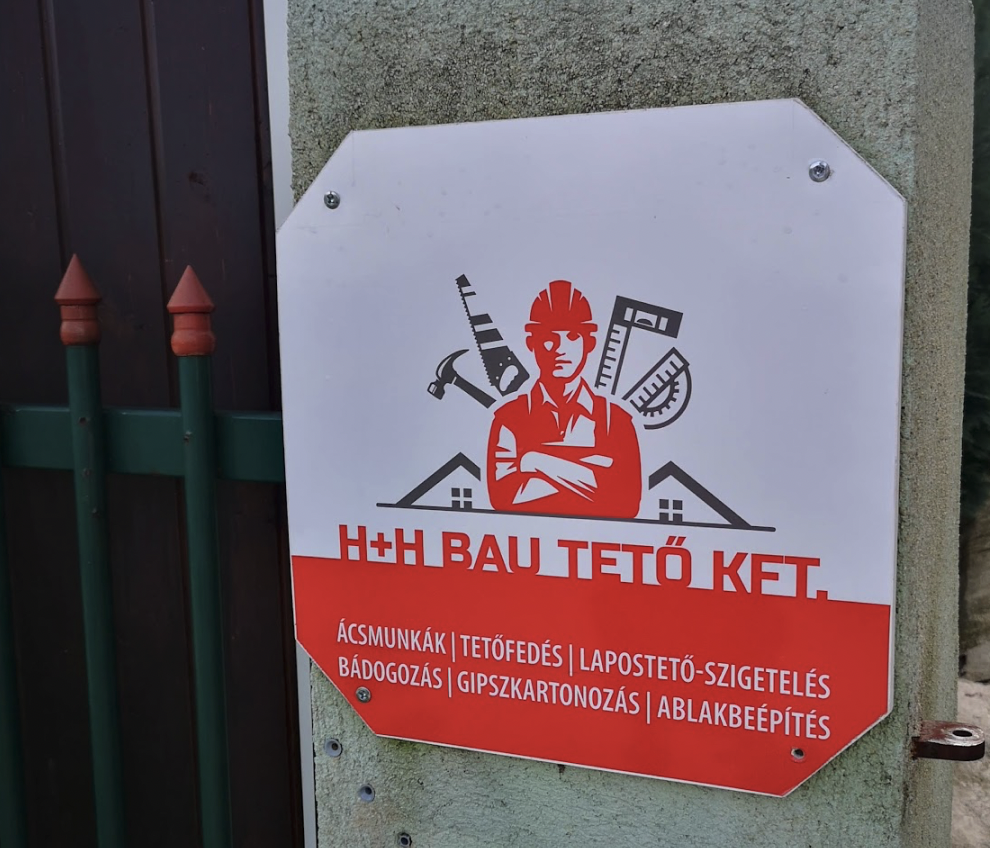 H+H BAU TETŐ KFT.
ÁCSMUNKÁK | TETŐFEDÉS | LAPOSTETŐ-SZIGETELÉS
BÁDOGOZÁS | GIPSZKARTONOZÁS | ABLAKBEÉPÍTÉS